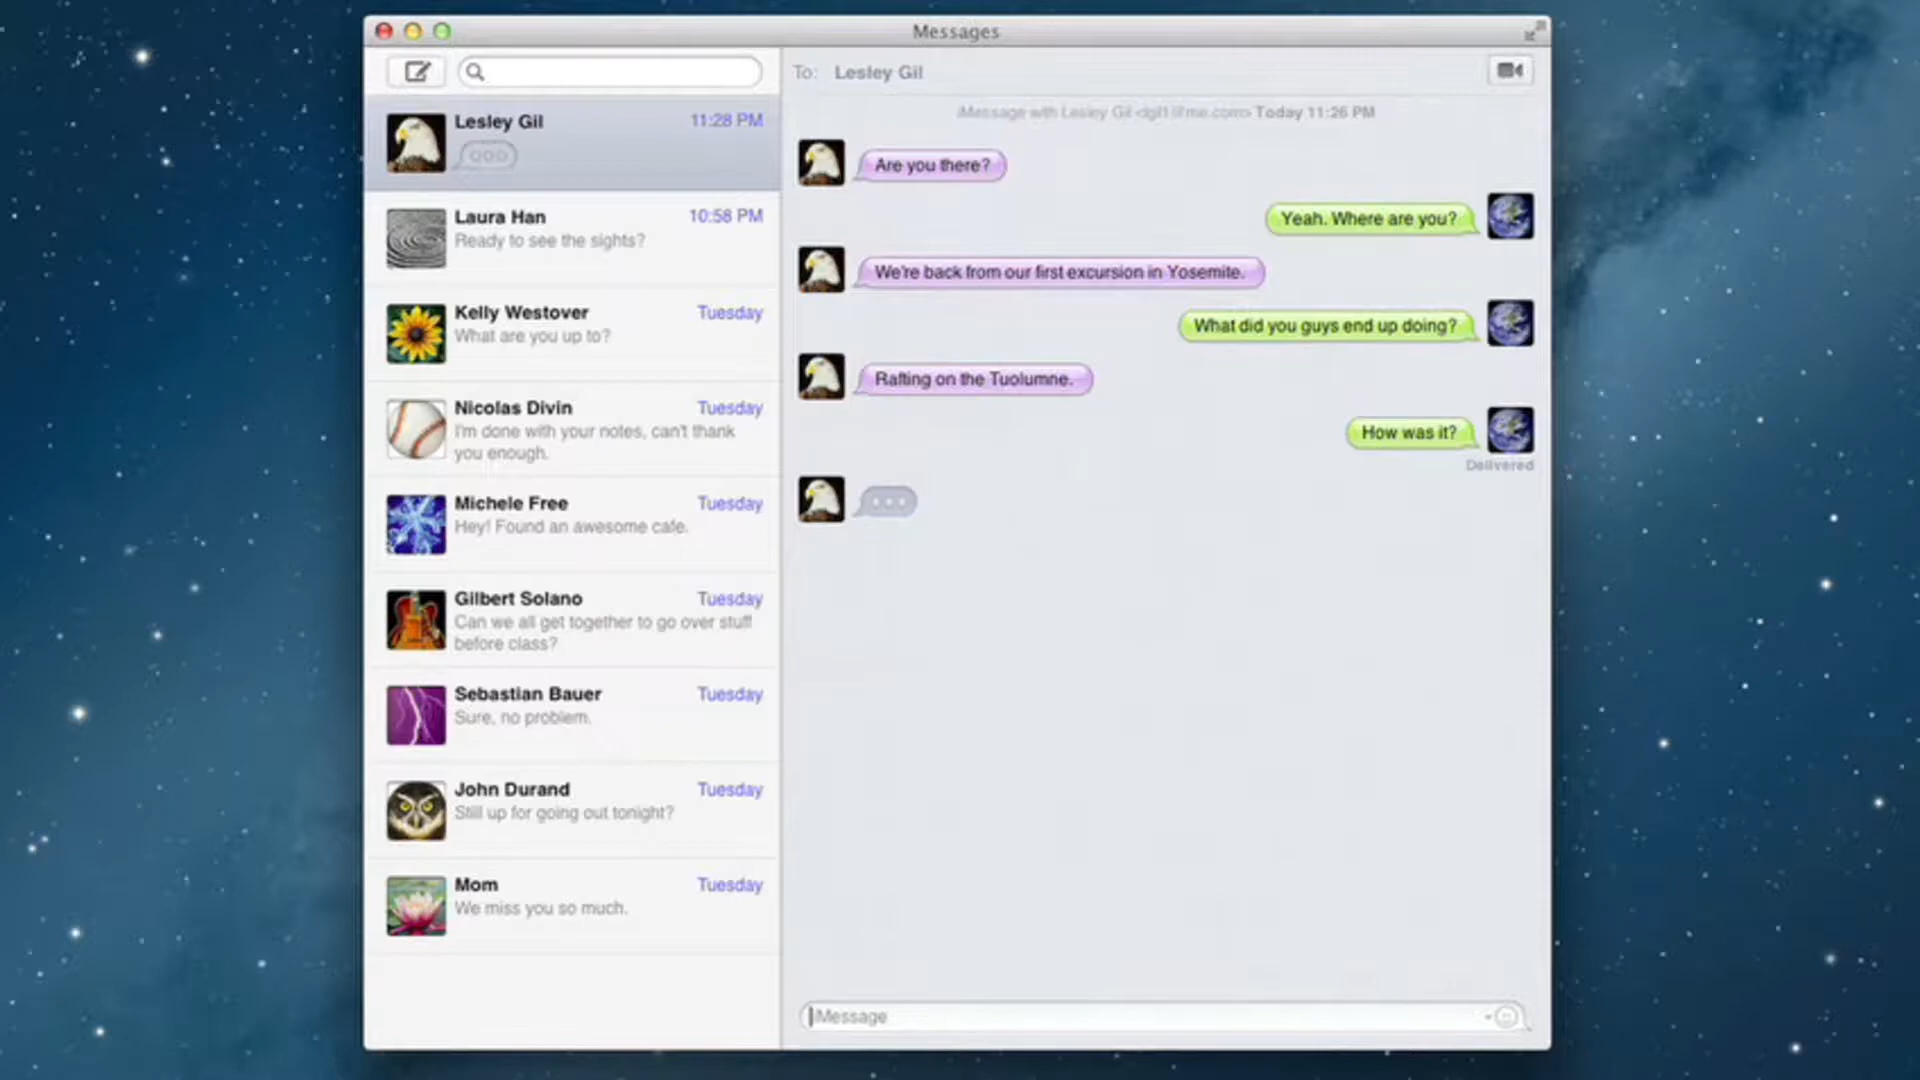 Messages
Lesley Gil 11:28 PM
Laura Han 10:58 PM
Ready to see the sights?
Kelly Westover Tuesday
What are you up to?
Nicolas Divin Tuesday
I'm done with your notes, can't thank
you enough.
Michele Free Tuesday
Hey! Found an awesome cafe.
Gilbert Solano Tuesday
Can we all get together to go over stuff
before class?
Sebastian Bauer Tuesday
Sure, no problem.
John Durand Tuesday
Still up for going out tonight?
Mom Tuesday
We miss you so much.
To: Lesley Gil
iMessage with Lesley Gil Today 11:26 PM
Are you there?
Yeah. Where are you?
We're back from our first excursion in Yosemite.
What did you guys end up doing?
Rafting on the Tuolumne.
How was it?
Delivered
iMessage